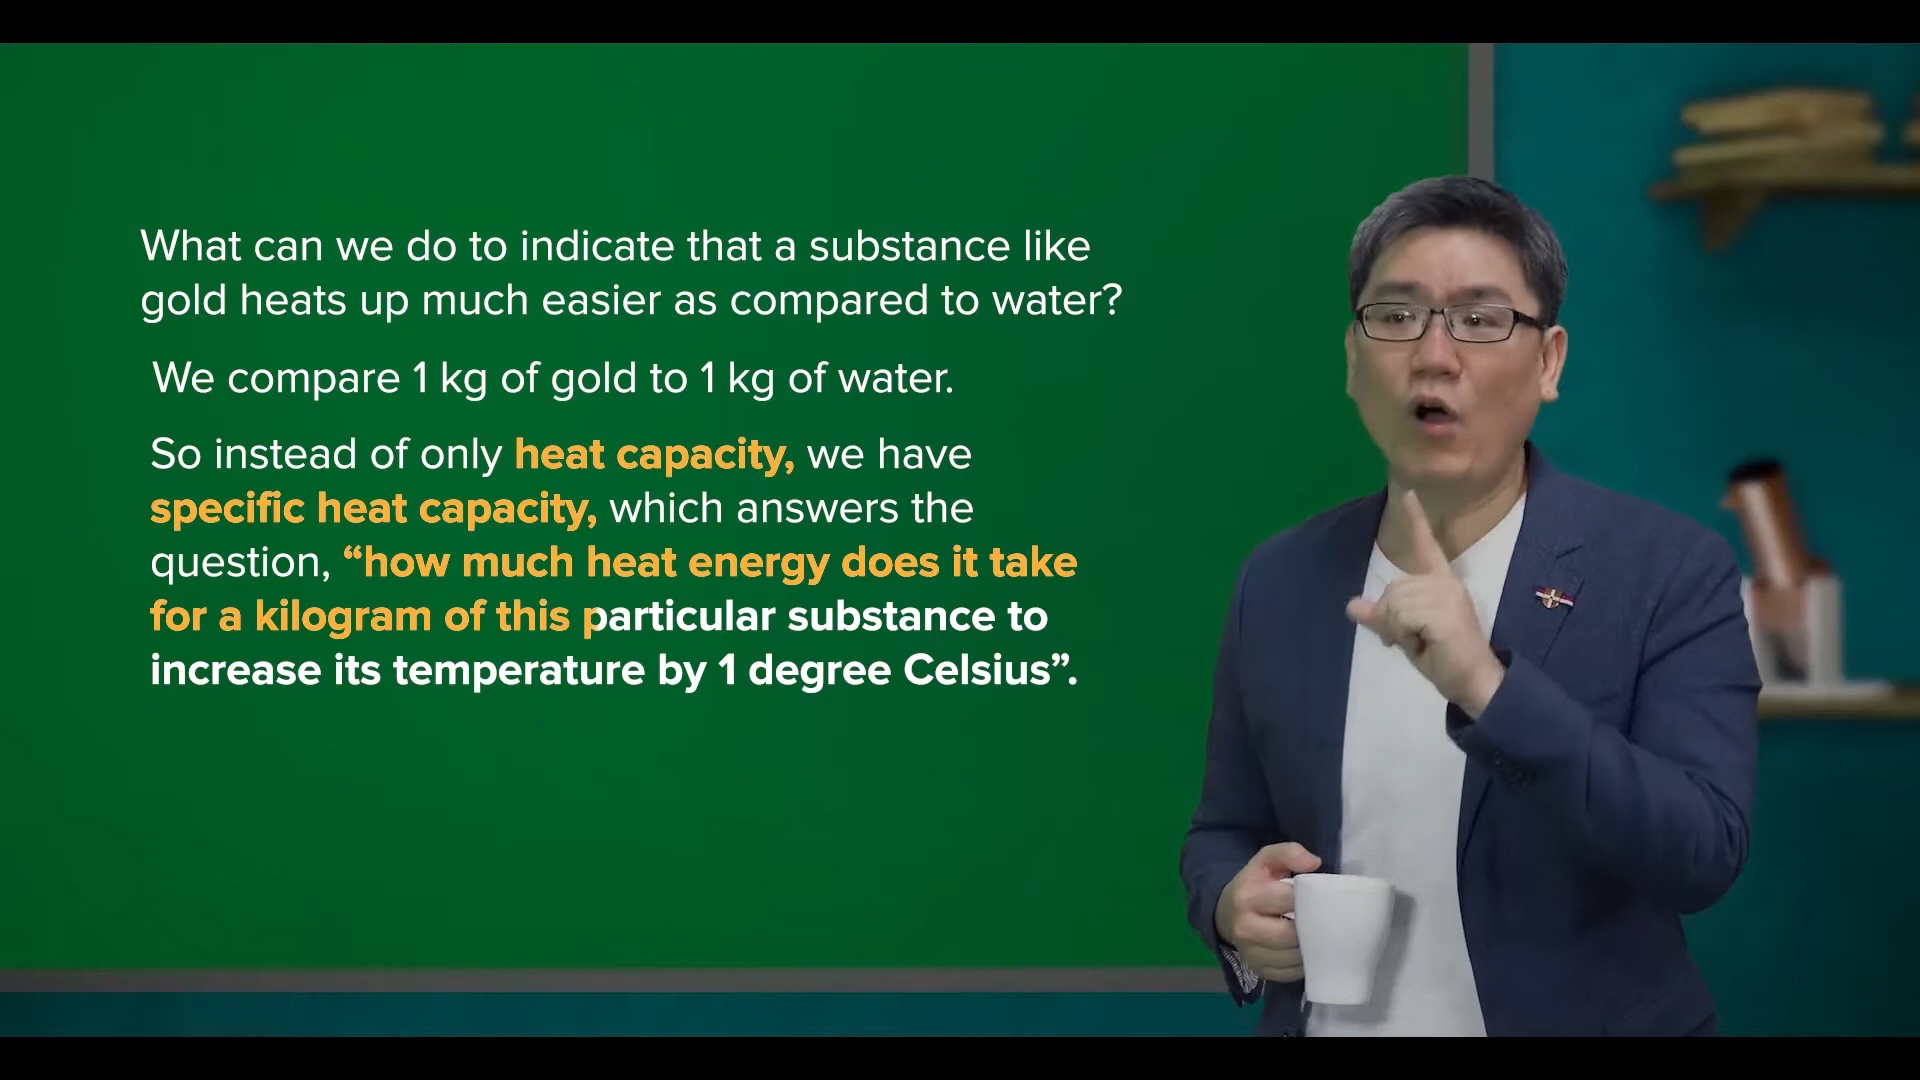 What can we do to indicate that a substance like
gold heats up much easier as compared to water?
We compare 1 kg of gold to 1 kg of water.
So instead of only heat capacity, we have
specific heat capacity, which answers the
question, “how much heat energy does it take
for a kilogram of this particular substance to
increase its temperature by 1 degree Celsius”.